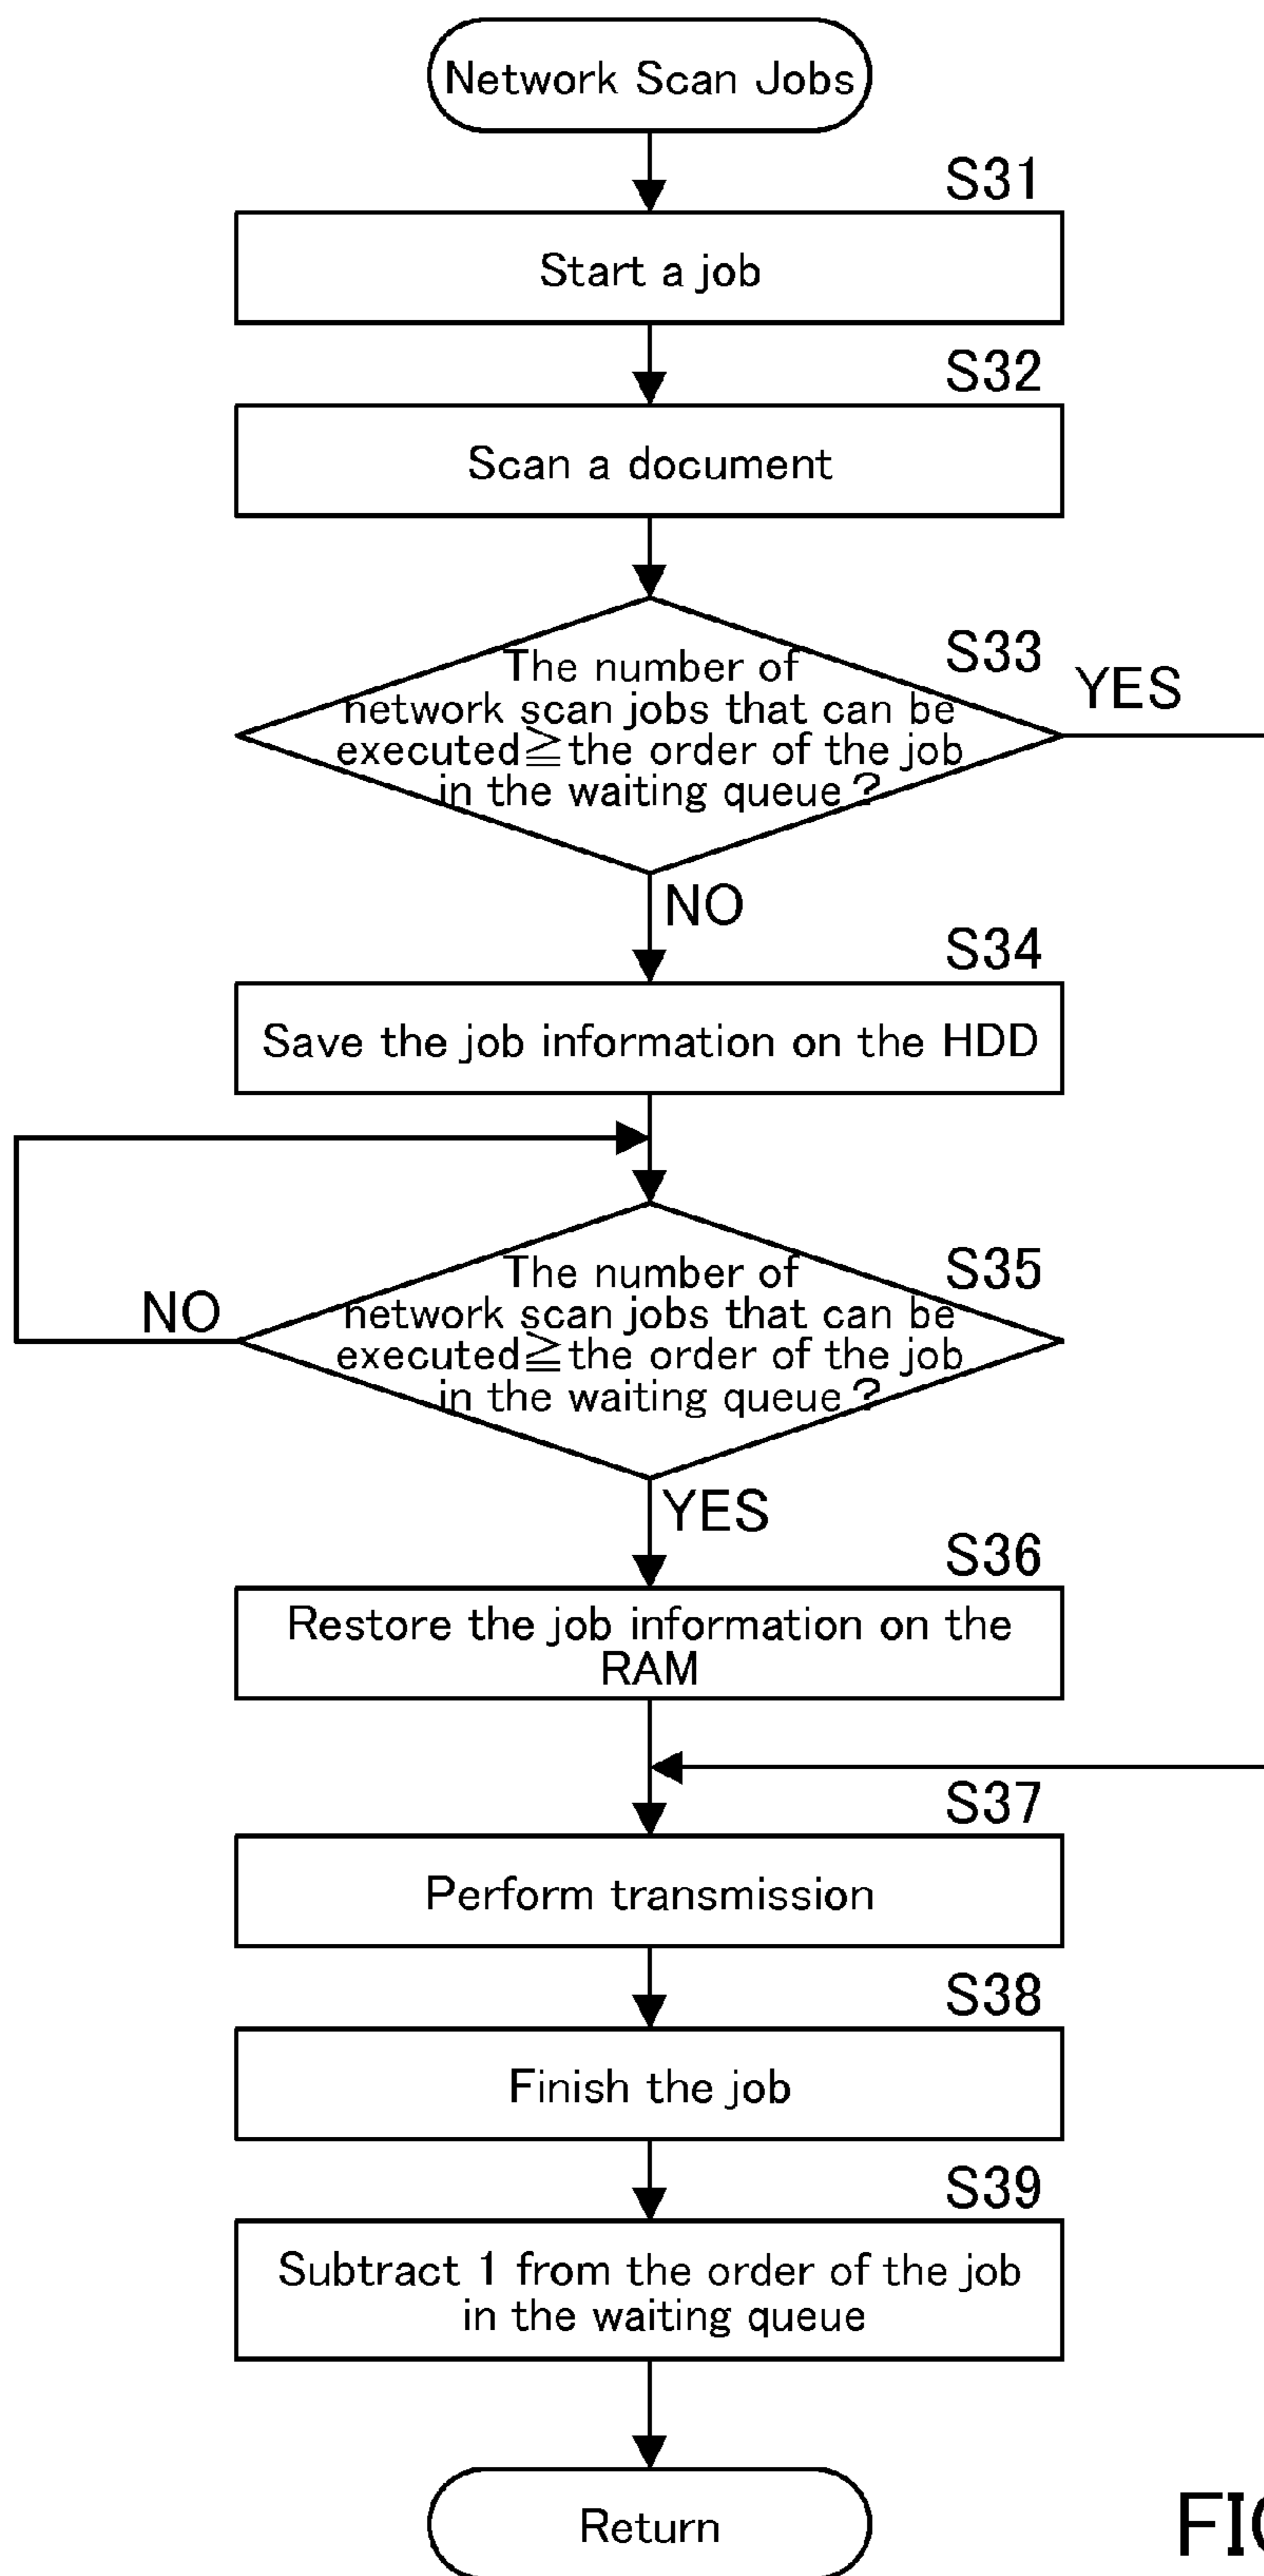 Network Scan Jobs
S31
Start a job
S32
Scan a document
S33
The number of
network scan jobs that can be
executed≧the order of the job
in the waiting queue?
YES
NO
S34
Save the job information on the HDD
S35
The number of
network scan jobs that can be
executed≧the order of the job
in the waiting queue?
NO
YES
S36
Restore the job information on the
RAM
S37
Perform transmission
S38
Finish the job
S39
Subtract 1 from the order of the job
in the waiting queue
Return